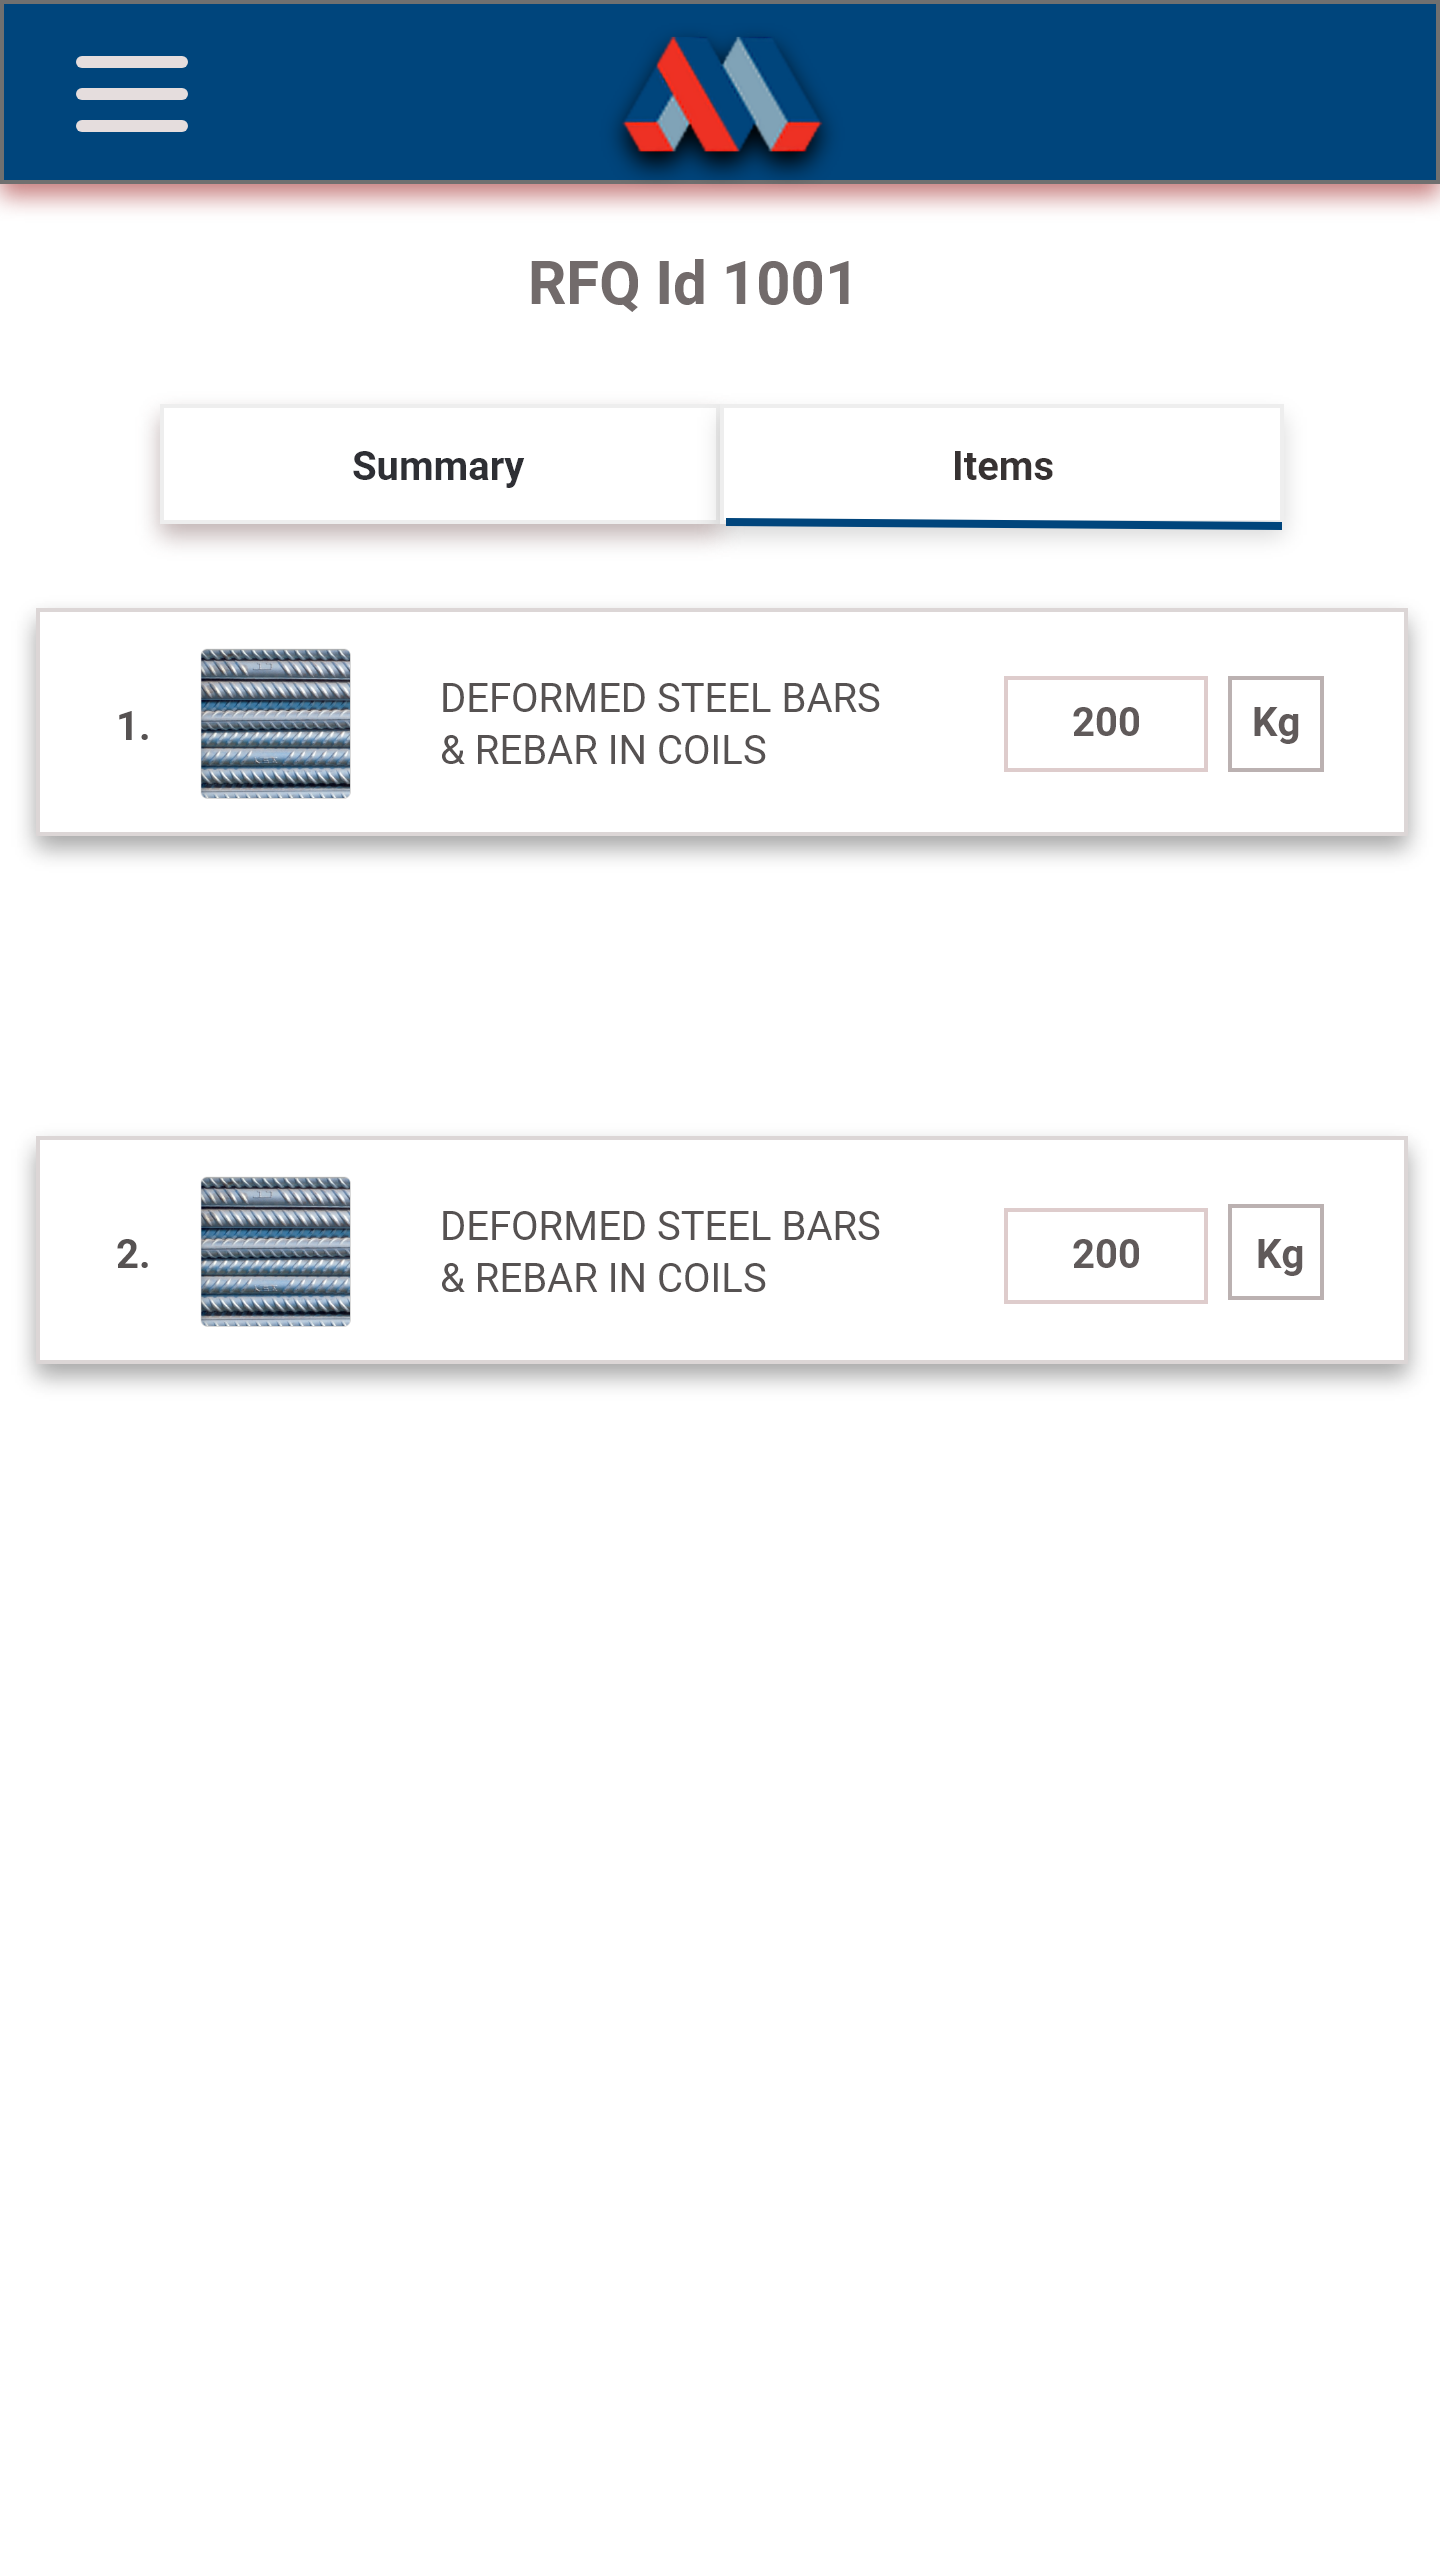 RFQ Id 1001
Summary
Items
1.
DEFORMED STEEL BARS
& REBAR IN COILS
200
Kg
2.
DEFORMED STEEL BARS
& REBAR IN COILS
200
Kg